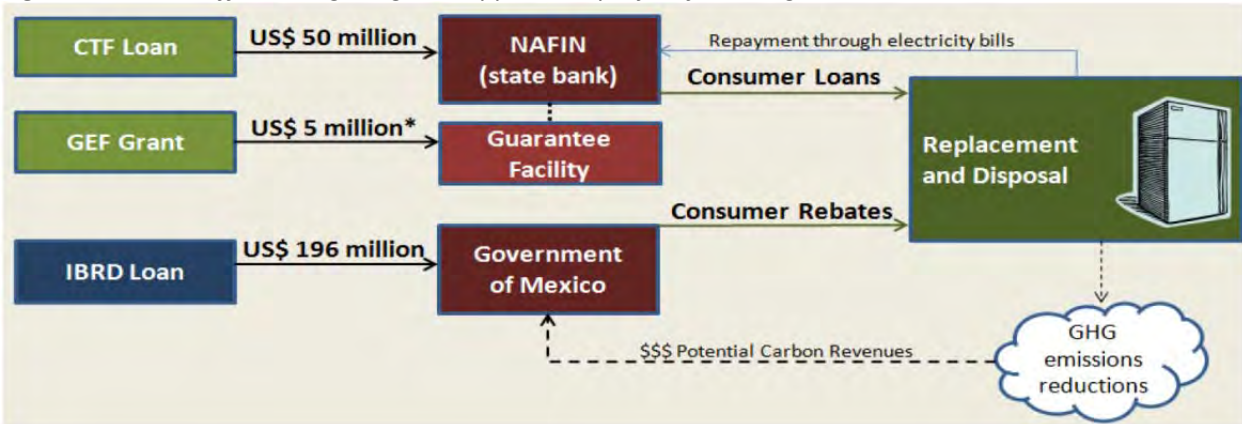 CTF Loan
US$ 50 million
NAFIN
(state bank)
Repayment through electricity bills
Consumer Loans
GEF Grant
US$ 5 million*
Guarantee
Facility
Replacement
and Disposal
Consumer Rebates
IBRD Loan
US$ 196 million
Government
of Mexico
$$$ Potential Carbon Revenues
GHG
emissions
reductions